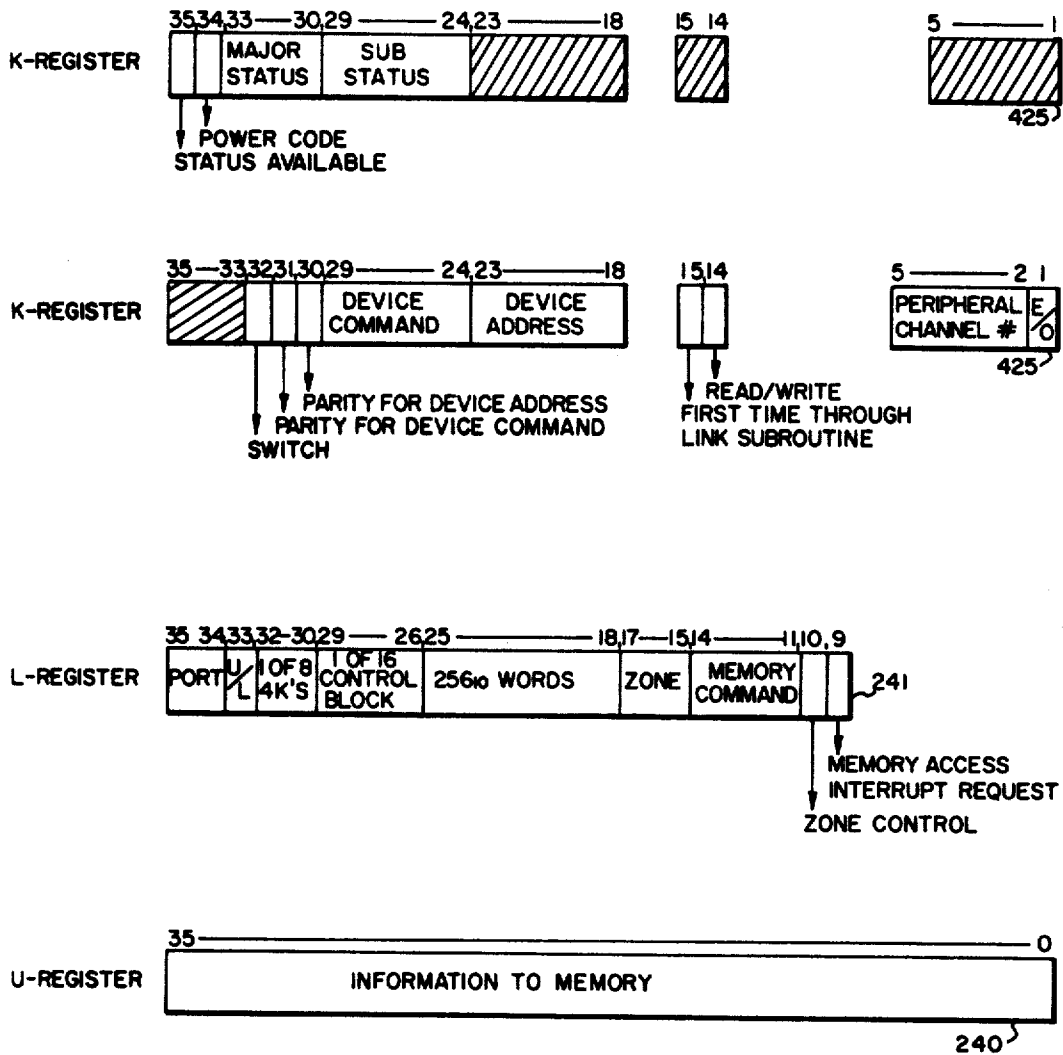 35 34 33 — 30 29 — 24 23 — 18 15 14 5 — 1
K-REGISTER
MAJOR STATUS
SUB STATUS
425
POWER CODE
STATUS AVAILABLE
35 — 33 32 31 30 29 — 24 23 — 18 15 14 5 — 2 1
K-REGISTER
DEVICE COMMAND
DEVICE ADDRESS
PERIPHERAL CHANNEL #
E/O
425
PARITY FOR DEVICE ADDRESS
PARITY FOR DEVICE COMMAND
SWITCH
READ/WRITE
FIRST TIME THROUGH
LINK SUBROUTINE
35 34 33 32 — 30 29 — 26 25 — 18 17 — 15 14 — 11 10 9
L-REGISTER
PORT
U/L
1 OF 8 4K'S
1 OF 16 CONTROL BLOCK
256₁₀ WORDS
ZONE
MEMORY COMMAND
241
MEMORY ACCESS
INTERRUPT REQUEST
ZONE CONTROL
35 — 0
U-REGISTER
INFORMATION TO MEMORY
240